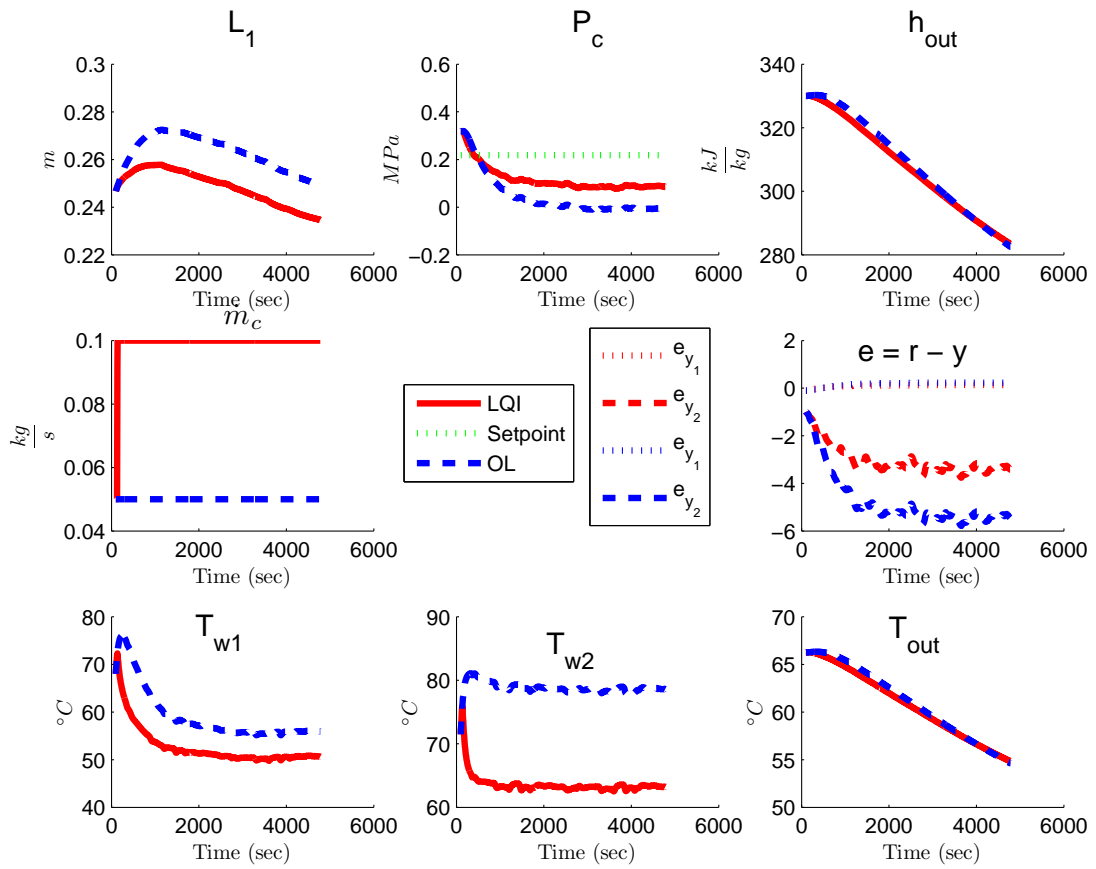 L1
0.3
0.28
0.26
0.24
0.22
m
0 2000 4000 6000
Time (sec)
Pc
0.6
0.4
0.2
0
−0.2
MPa
0 2000 4000 6000
Time (sec)
hout
340
320
300
280
kJ
kg
0 2000 4000 6000
Time (sec)
ṁc
0.1
0.08
0.06
0.04
kg
s
0 2000 4000 6000
Time (sec)
LQI
Setpoint
OL
ey1
ey2
ey1
ey2
e = r − y
2
0
−2
−4
−6
0 2000 4000 6000
Time (sec)
Tw1
80
70
60
50
40
°C
0 2000 4000 6000
Time (sec)
Tw2
90
80
70
60
°C
0 2000 4000 6000
Time (sec)
Tout
70
65
60
55
50
°C
0 2000 4000 6000
Time (sec)